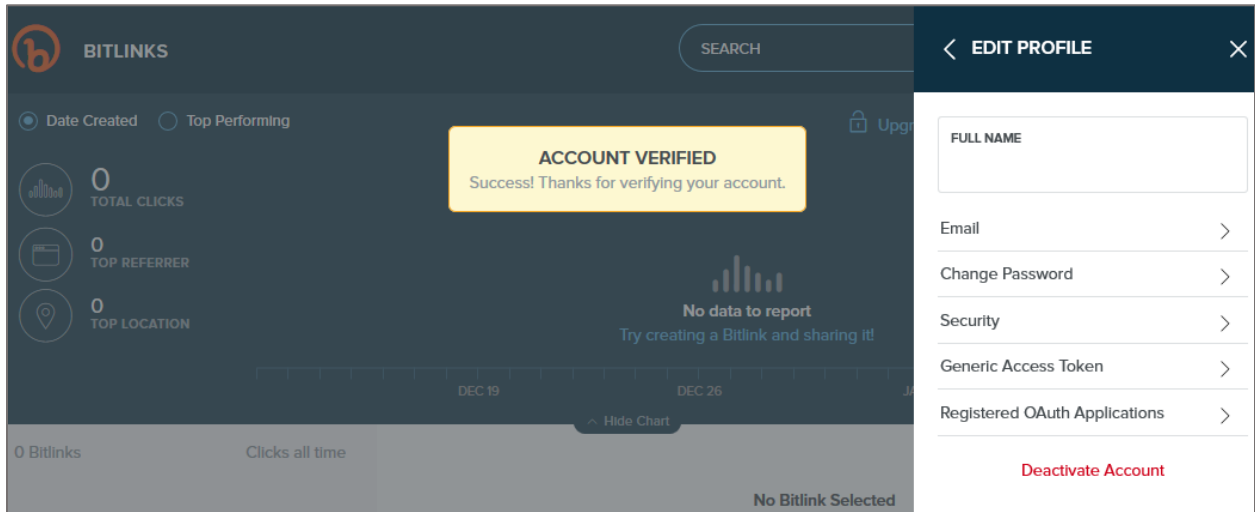 BITLINKS
SEARCH
Date Created
Top Performing
ACCOUNT VERIFIED
Success! Thanks for verifying your account.
0
TOTAL CLICKS
0
TOP REFERRER
0
TOP LOCATION
No data to report
Try creating a Bitlink and sharing it!
DEC 19
DEC 26
Hide Chart
0 Bitlinks
Clicks all time
No Bitlink Selected
EDIT PROFILE
FULL NAME
Email
Change Password
Security
Generic Access Token
Registered OAuth Applications
Deactivate Account